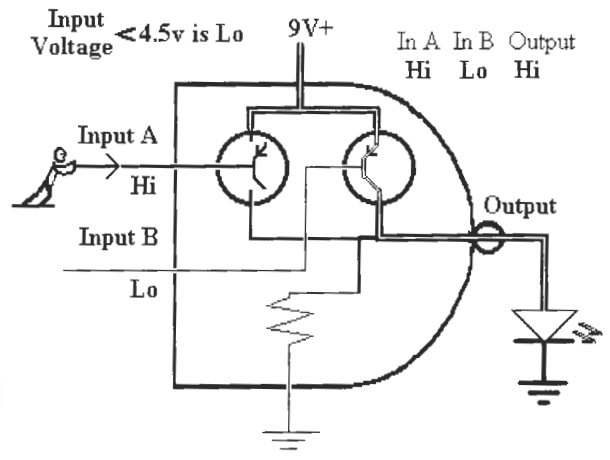 Input
Voltage <4.5v is Lo
9V+
In A In B Output
Hi Lo Hi
Input A
Hi
Output
Input B
Lo